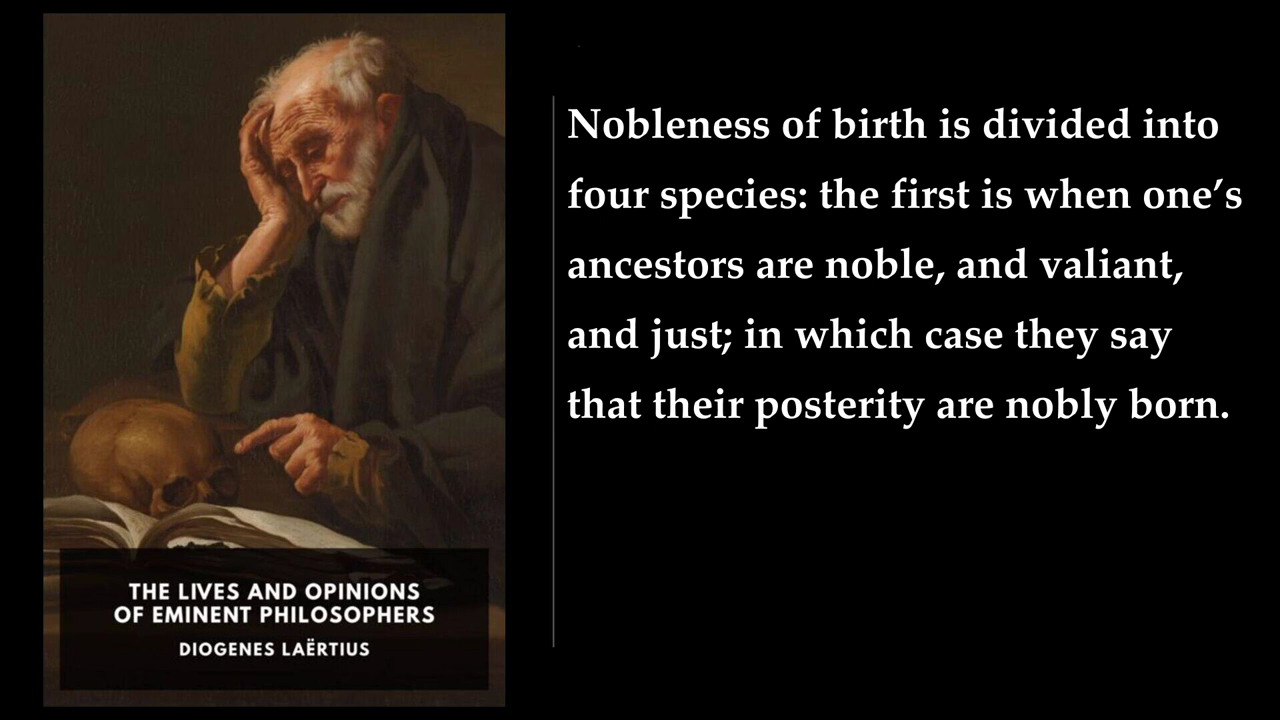 Nobleness of birth is divided into
four species: the first is when one’s
ancestors are noble, and valiant,
and just; in which case they say
that their posterity are nobly born.
THE LIVES AND OPINIONS
OF EMINENT PHILOSOPHERS
DIOGENES LAËRTIUS